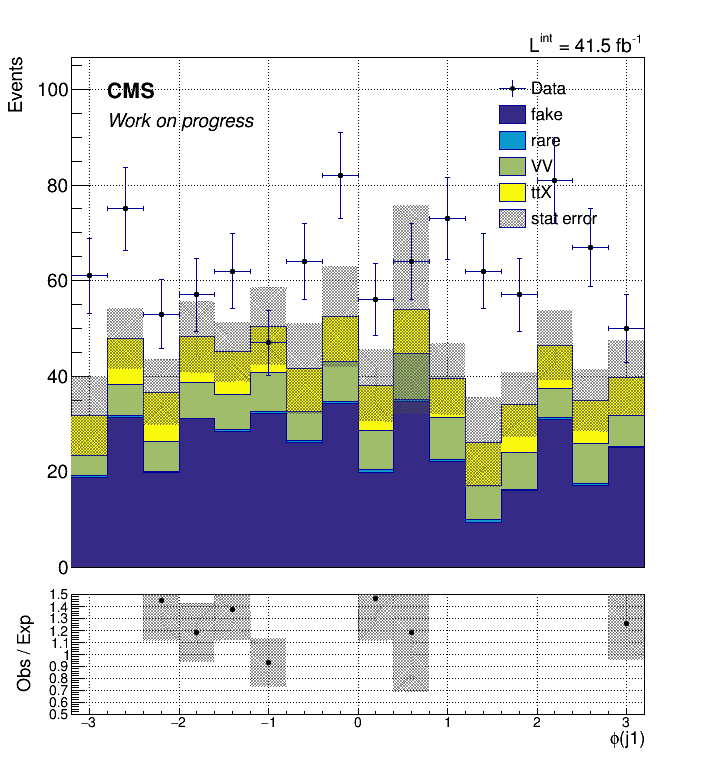 L^int = 41.5 fb^-1
Events
CMS
Work on progress
Data
fake
rare
VV
ttX
stat error
100
80
60
40
20
0
Obs / Exp
1.5
1.4
1.3
1.2
1.1
1
0.9
0.8
0.7
0.6
0.5
−3 −2 −1 0 1 2 3
ϕ(j1)